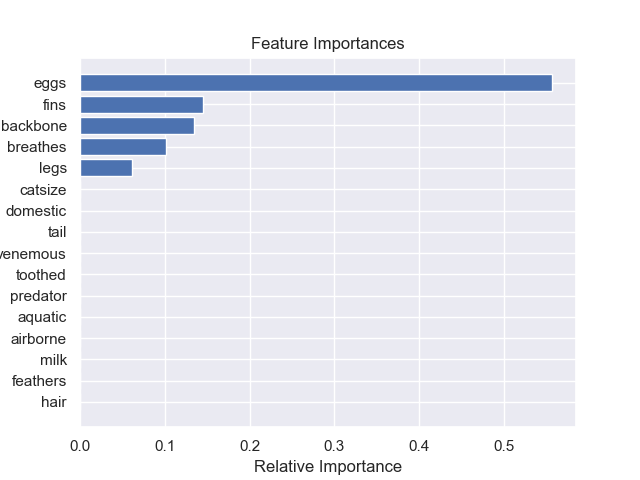 Feature Importances
eggs
fins
backbone
breathes
legs
catsize
domestic
tail
venemous
toothed
predator
aquatic
airborne
milk
feathers
hair
0.0 0.1 0.2 0.3 0.4 0.5
Relative Importance